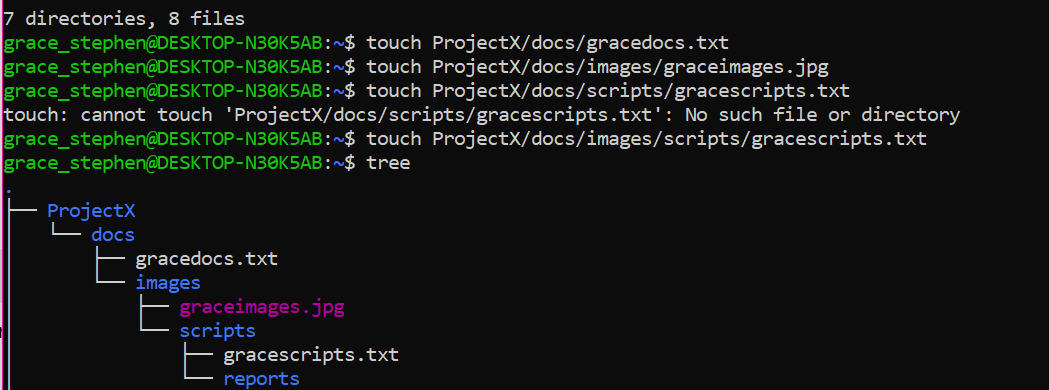 7 directories, 8 files
grace_stephen@DESKTOP-N30K5AB:~$ touch ProjectX/docs/gracedocs.txt
grace_stephen@DESKTOP-N30K5AB:~$ touch ProjectX/docs/images/graceimages.jpg
grace_stephen@DESKTOP-N30K5AB:~$ touch ProjectX/docs/scripts/gracescripts.txt
touch: cannot touch 'ProjectX/docs/scripts/gracescripts.txt': No such file or directory
grace_stephen@DESKTOP-N30K5AB:~$ touch ProjectX/docs/images/scripts/gracescripts.txt
grace_stephen@DESKTOP-N30K5AB:~$ tree
.
├── ProjectX
│   └── docs
│       ├── gracedocs.txt
│       └── images
│           ├── graceimages.jpg
│           └── scripts
│               ├── gracescripts.txt
│               └── reports